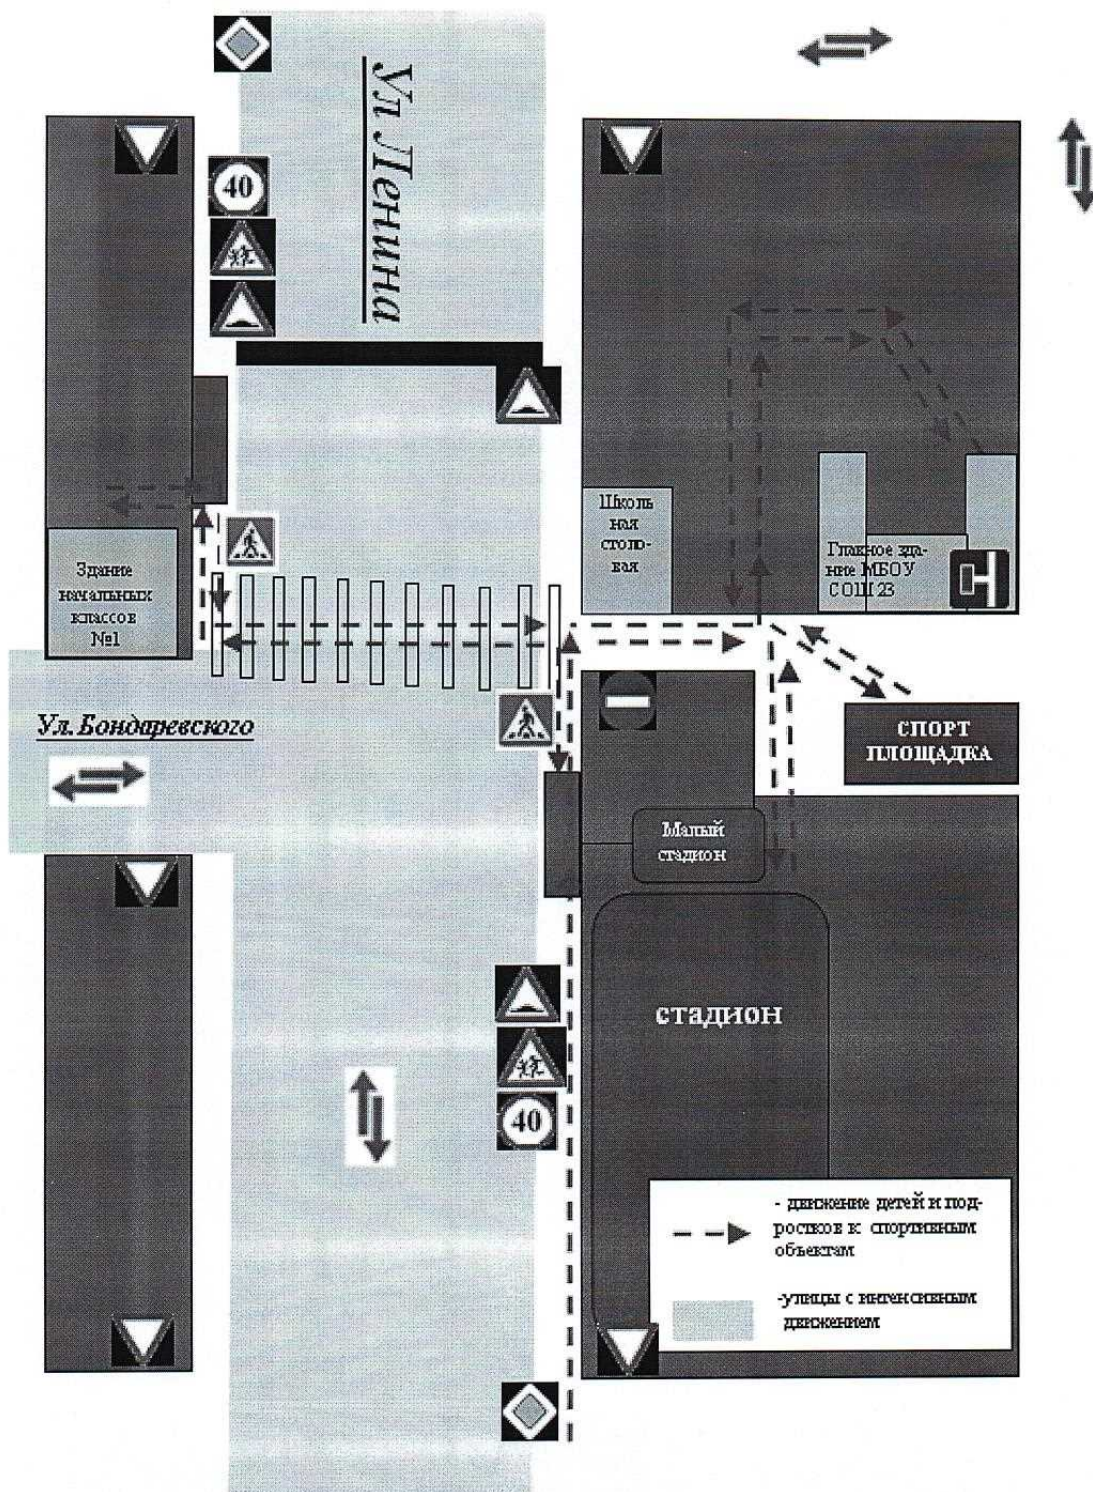 Ул Ленина
40
Школь
ная
столо-
вая
Главное зда-
ние МБОУ
СОШ 23
Здание
начальных
классов
№1
Ул. Бондаревского
СПОРТ
ПЛОЩАДКА
Малый
стадион
стадион
40
- движение детей и под-
ростков к спортивным
объектам
-улицы с интенсивным
движением